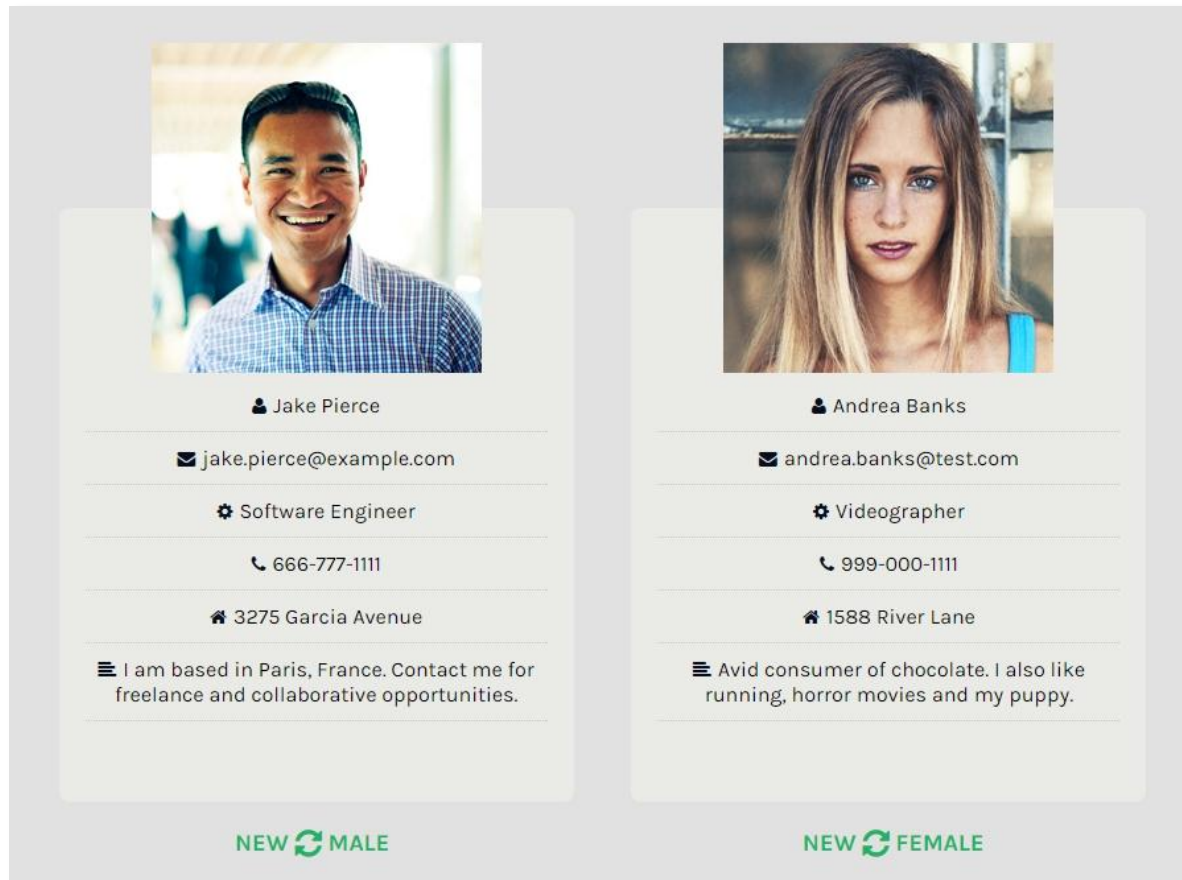 Jake Pierce
jake.pierce@example.com
Software Engineer
666-777-1111
3275 Garcia Avenue
I am based in Paris, France. Contact me for
freelance and collaborative opportunities.
NEW MALE
Andrea Banks
andrea.banks@test.com
Videographer
999-000-1111
1588 River Lane
Avid consumer of chocolate. I also like
running, horror movies and my puppy.
NEW FEMALE